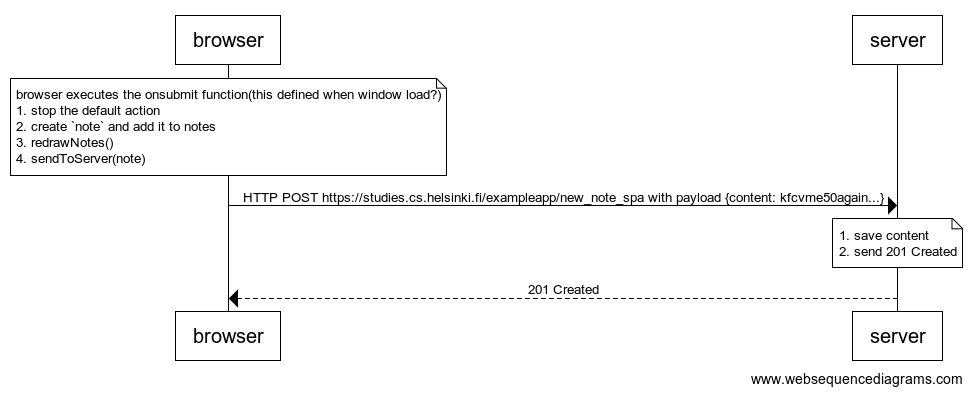 browser
server
browser executes the onsubmit function(this defined when window load?)
1. stop the default action
2. create `note` and add it to notes
3. redrawNotes()
4. sendToServer(note)
HTTP POST https://studies.cs.helsinki.fi/exampleapp/new_note_spa with payload {content: kfcvme50again...}
1. save content
2. send 201 Created
201 Created
browser
server
www.websequencediagrams.com